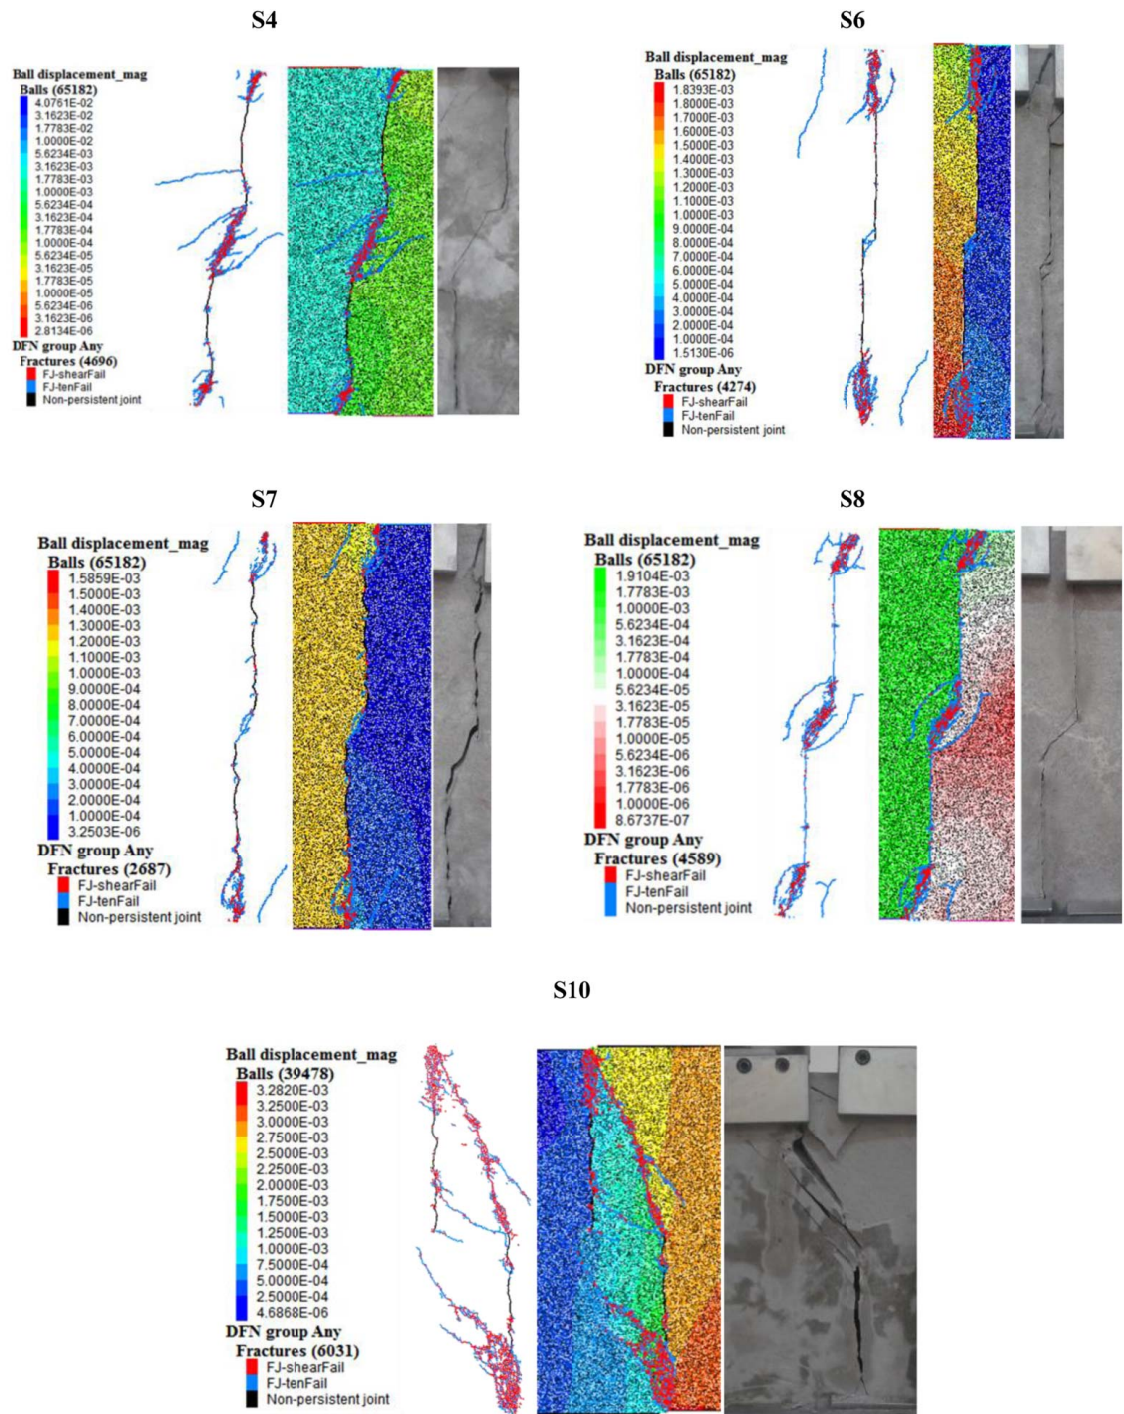 S4
Ball displacement_mag
Balls (65182)
4.0761E-02
3.1623E-02
1.7783E-02
1.0000E-02
5.6234E-03
3.1623E-03
1.7783E-03
1.0000E-03
5.6234E-04
3.1623E-04
1.7783E-04
1.0000E-04
5.6234E-05
3.1623E-05
1.7783E-05
1.0000E-05
5.6234E-06
3.1623E-06
2.8134E-06
DFN group Any
Fractures (4696)
FJ-shearFail
FJ-tenFail
Non-persistent joint
S6
Ball displacement_mag
Balls (65182)
1.8393E-03
1.8000E-03
1.7000E-03
1.6000E-03
1.5000E-03
1.4000E-03
1.3000E-03
1.2000E-03
1.1000E-03
1.0000E-03
9.0000E-04
8.0000E-04
7.0000E-04
6.0000E-04
5.0000E-04
4.0000E-04
3.0000E-04
2.0000E-04
1.0000E-04
1.5130E-06
DFN group Any
Fractures (4274)
FJ-shearFail
FJ-tenFail
Non-persistent joint
S7
Ball displacement_mag
Balls (65182)
1.5859E-03
1.5000E-03
1.4000E-03
1.3000E-03
1.2000E-03
1.1000E-03
1.0000E-03
9.0000E-04
8.0000E-04
7.0000E-04
6.0000E-04
5.0000E-04
4.0000E-04
3.0000E-04
2.0000E-04
1.0000E-04
3.2503E-06
DFN group Any
Fractures (2687)
FJ-shearFail
FJ-tenFail
Non-persistent joint
S8
Ball displacement_mag
Balls (65182)
1.9104E-03
1.7783E-03
1.0000E-03
5.6234E-04
3.1623E-04
1.7783E-04
1.0000E-04
5.6234E-05
3.1623E-05
1.7783E-05
1.0000E-05
5.6234E-06
3.1623E-06
1.7783E-06
1.0000E-06
8.6737E-07
DFN group Any
Fractures (4589)
FJ-shearFail
FJ-tenFail
Non-persistent joint
S10
Ball displacement_mag
Balls (39478)
3.2820E-03
3.2500E-03
3.0000E-03
2.7500E-03
2.5000E-03
2.2500E-03
2.0000E-03
1.7500E-03
1.5000E-03
1.2500E-03
1.0000E-03
7.5000E-04
5.0000E-04
2.5000E-04
4.6868E-06
DFN group Any
Fractures (6031)
FJ-shearFail
FJ-tenFail
Non-persistent joint